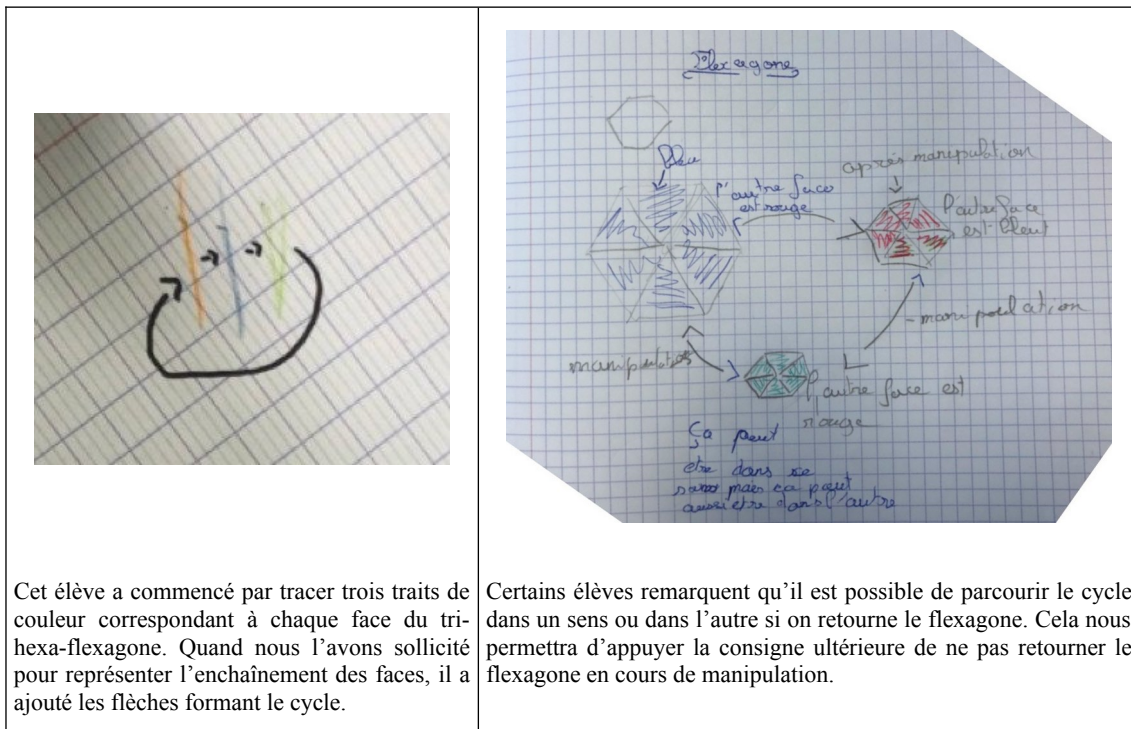 Flexagone
bleu
l'autre face
est rouge
après manipulation
l'autre face
est bleut
manipulation
manipulation
l'autre face est
rouge
Ça peut
etre dans ce
sens mais ça peut
aussi etre dans l'autre
Cet élève a commencé par tracer trois traits de
couleur correspondant à chaque face du tri-
hexa-flexagone. Quand nous l'avons sollicité
pour représenter l'enchaînement des faces, il a
ajouté les flèches formant le cycle.
Certains élèves remarquent qu'il est possible de parcourir le cycle
dans un sens ou dans l'autre si on retourne le flexagone. Cela nous
permettra d'appuyer la consigne ultérieure de ne pas retourner le
flexagone en cours de manipulation.